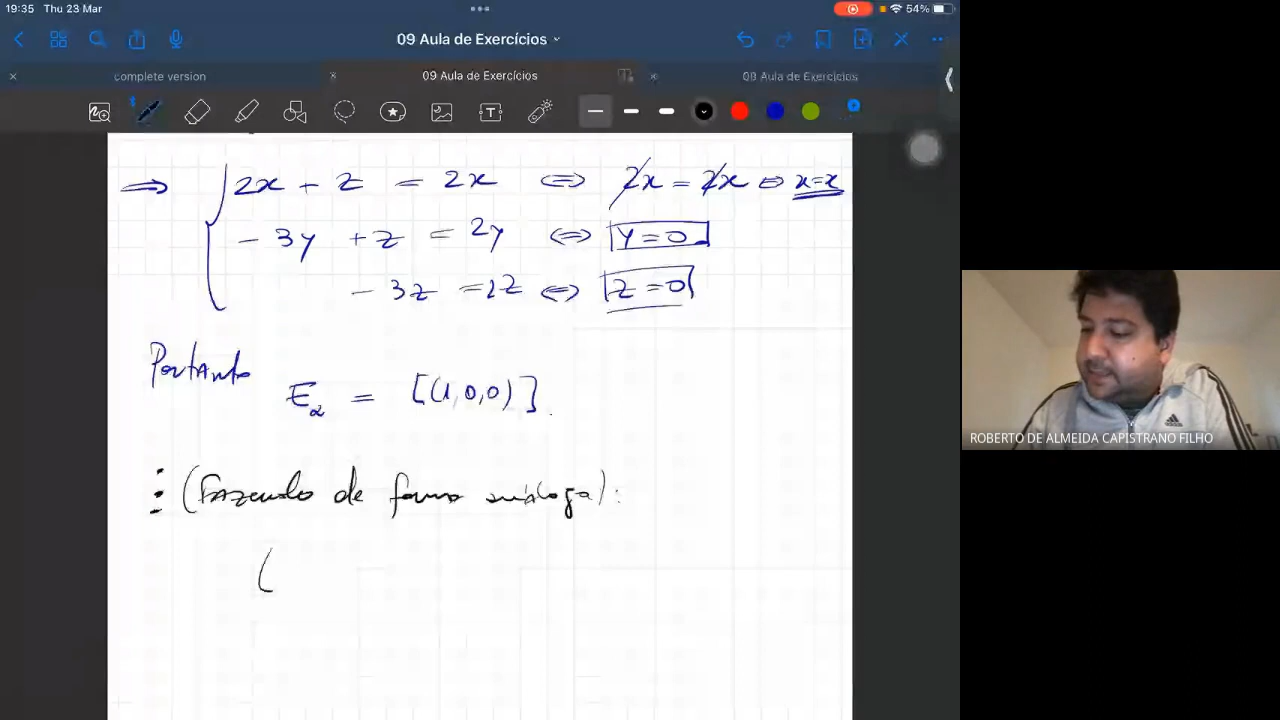 19:35 Thu 23 Mar
54%
09 Aula de Exercícios
complete version
09 Aula de Exercícios
08 Aula de Exercícios
⇒ { 2x + z = 2x ⇔ 2x = 2x ⇔ x=x
- 3y + z = 2y ⇔ y = 0
- 3z = 2z ⇔ z = 0
Portanto
E₂ = [(1,0,0)].
: (Fazendo de forma análoga):
(
ROBERTO DE ALMEIDA CAPISTRANO FILHO